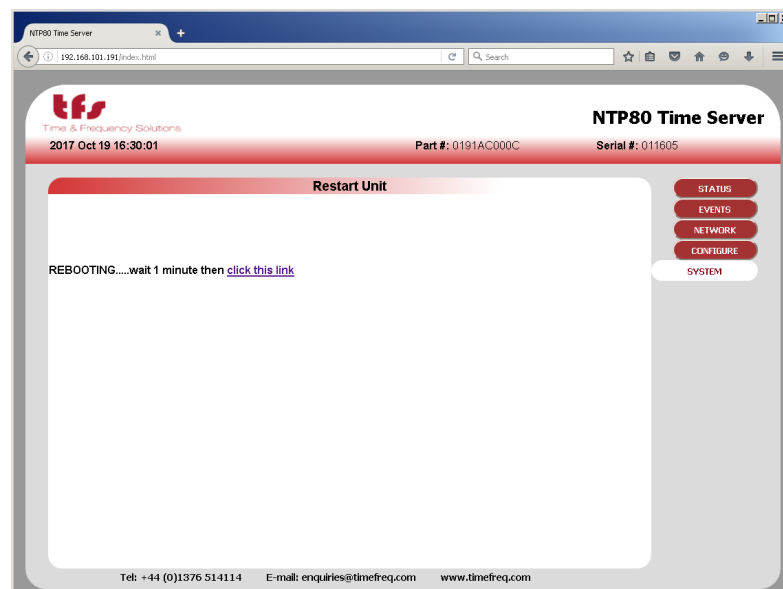 NTP80 Time Server
192.168.101.191/index.html
Search
tfs
Time & Frequency Solutions
NTP80 Time Server
2017 Oct 19 16:30:01 Part #: 0191AC000C Serial #: 011605
Restart Unit
STATUS
EVENTS
NETWORK
CONFIGURE
SYSTEM
REBOOTING.....wait 1 minute then click this link
Tel: +44 (0)1376 514114 E-mail: enquiries@timefreq.com www.timefreq.com